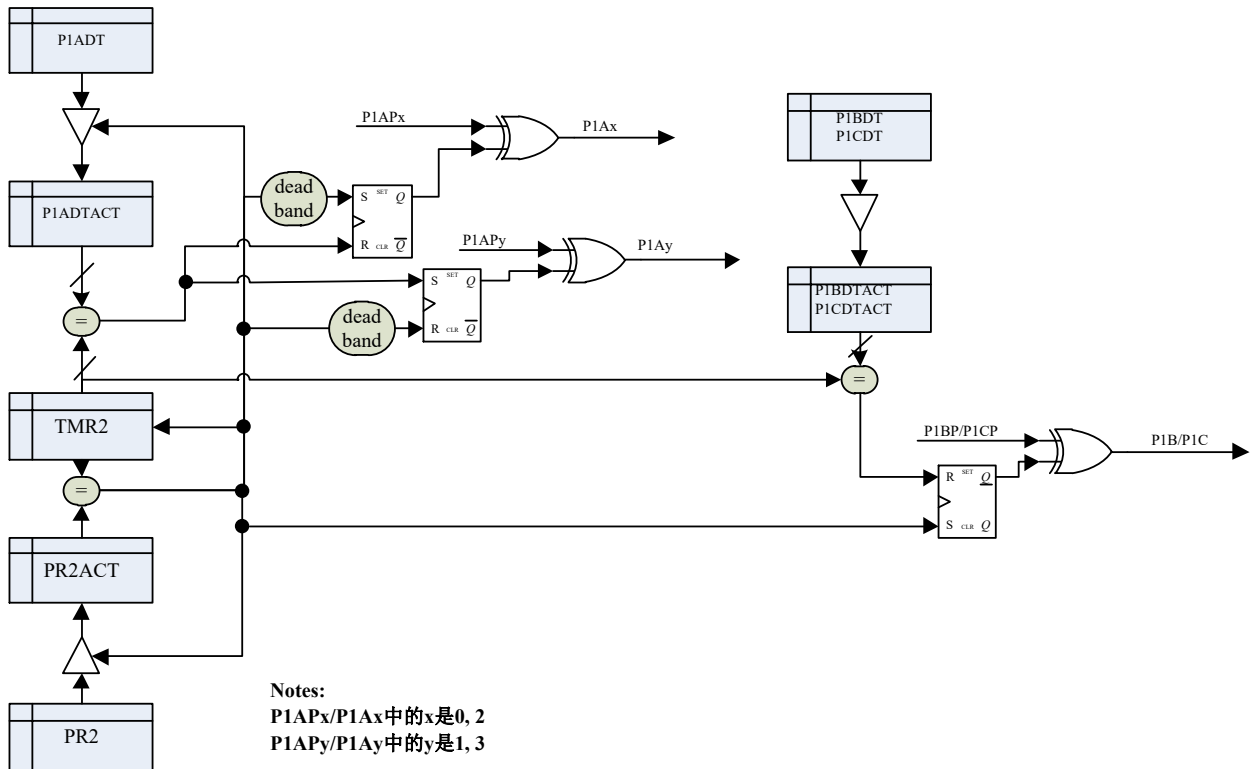 P1ADT
P1ADTACT
TMR2
PR2ACT
PR2
=
=
dead
band
dead
band
P1APx
P1Ax
S SET Q
R CLR Q
P1APy
P1Ay
S SET Q
R CLR Q
P1BDT
P1CDT
P1BDTACT
P1CDTACT
=
P1BP/P1CP
P1B/P1C
R SET Q
S CLR Q
Notes:
P1APx/P1Ax中的x是0, 2
P1APy/P1Ay中的y是1, 3